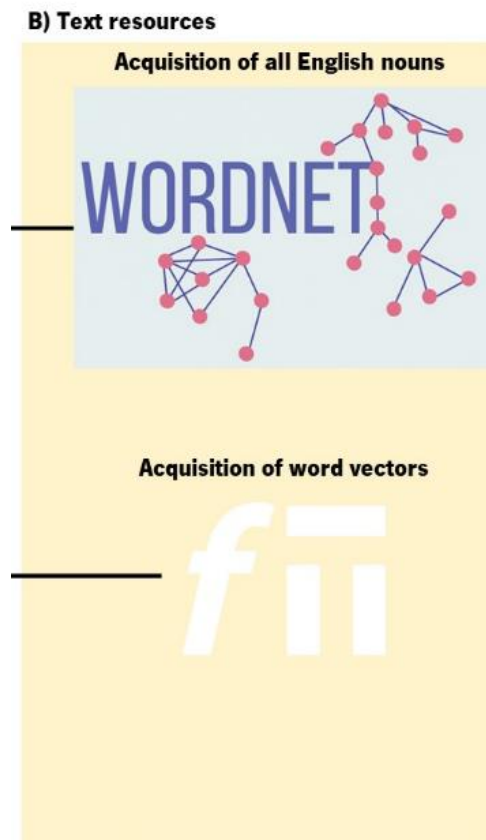 B) Text resources
Acquisition of all English nouns
WORDNET
Acquisition of word vectors